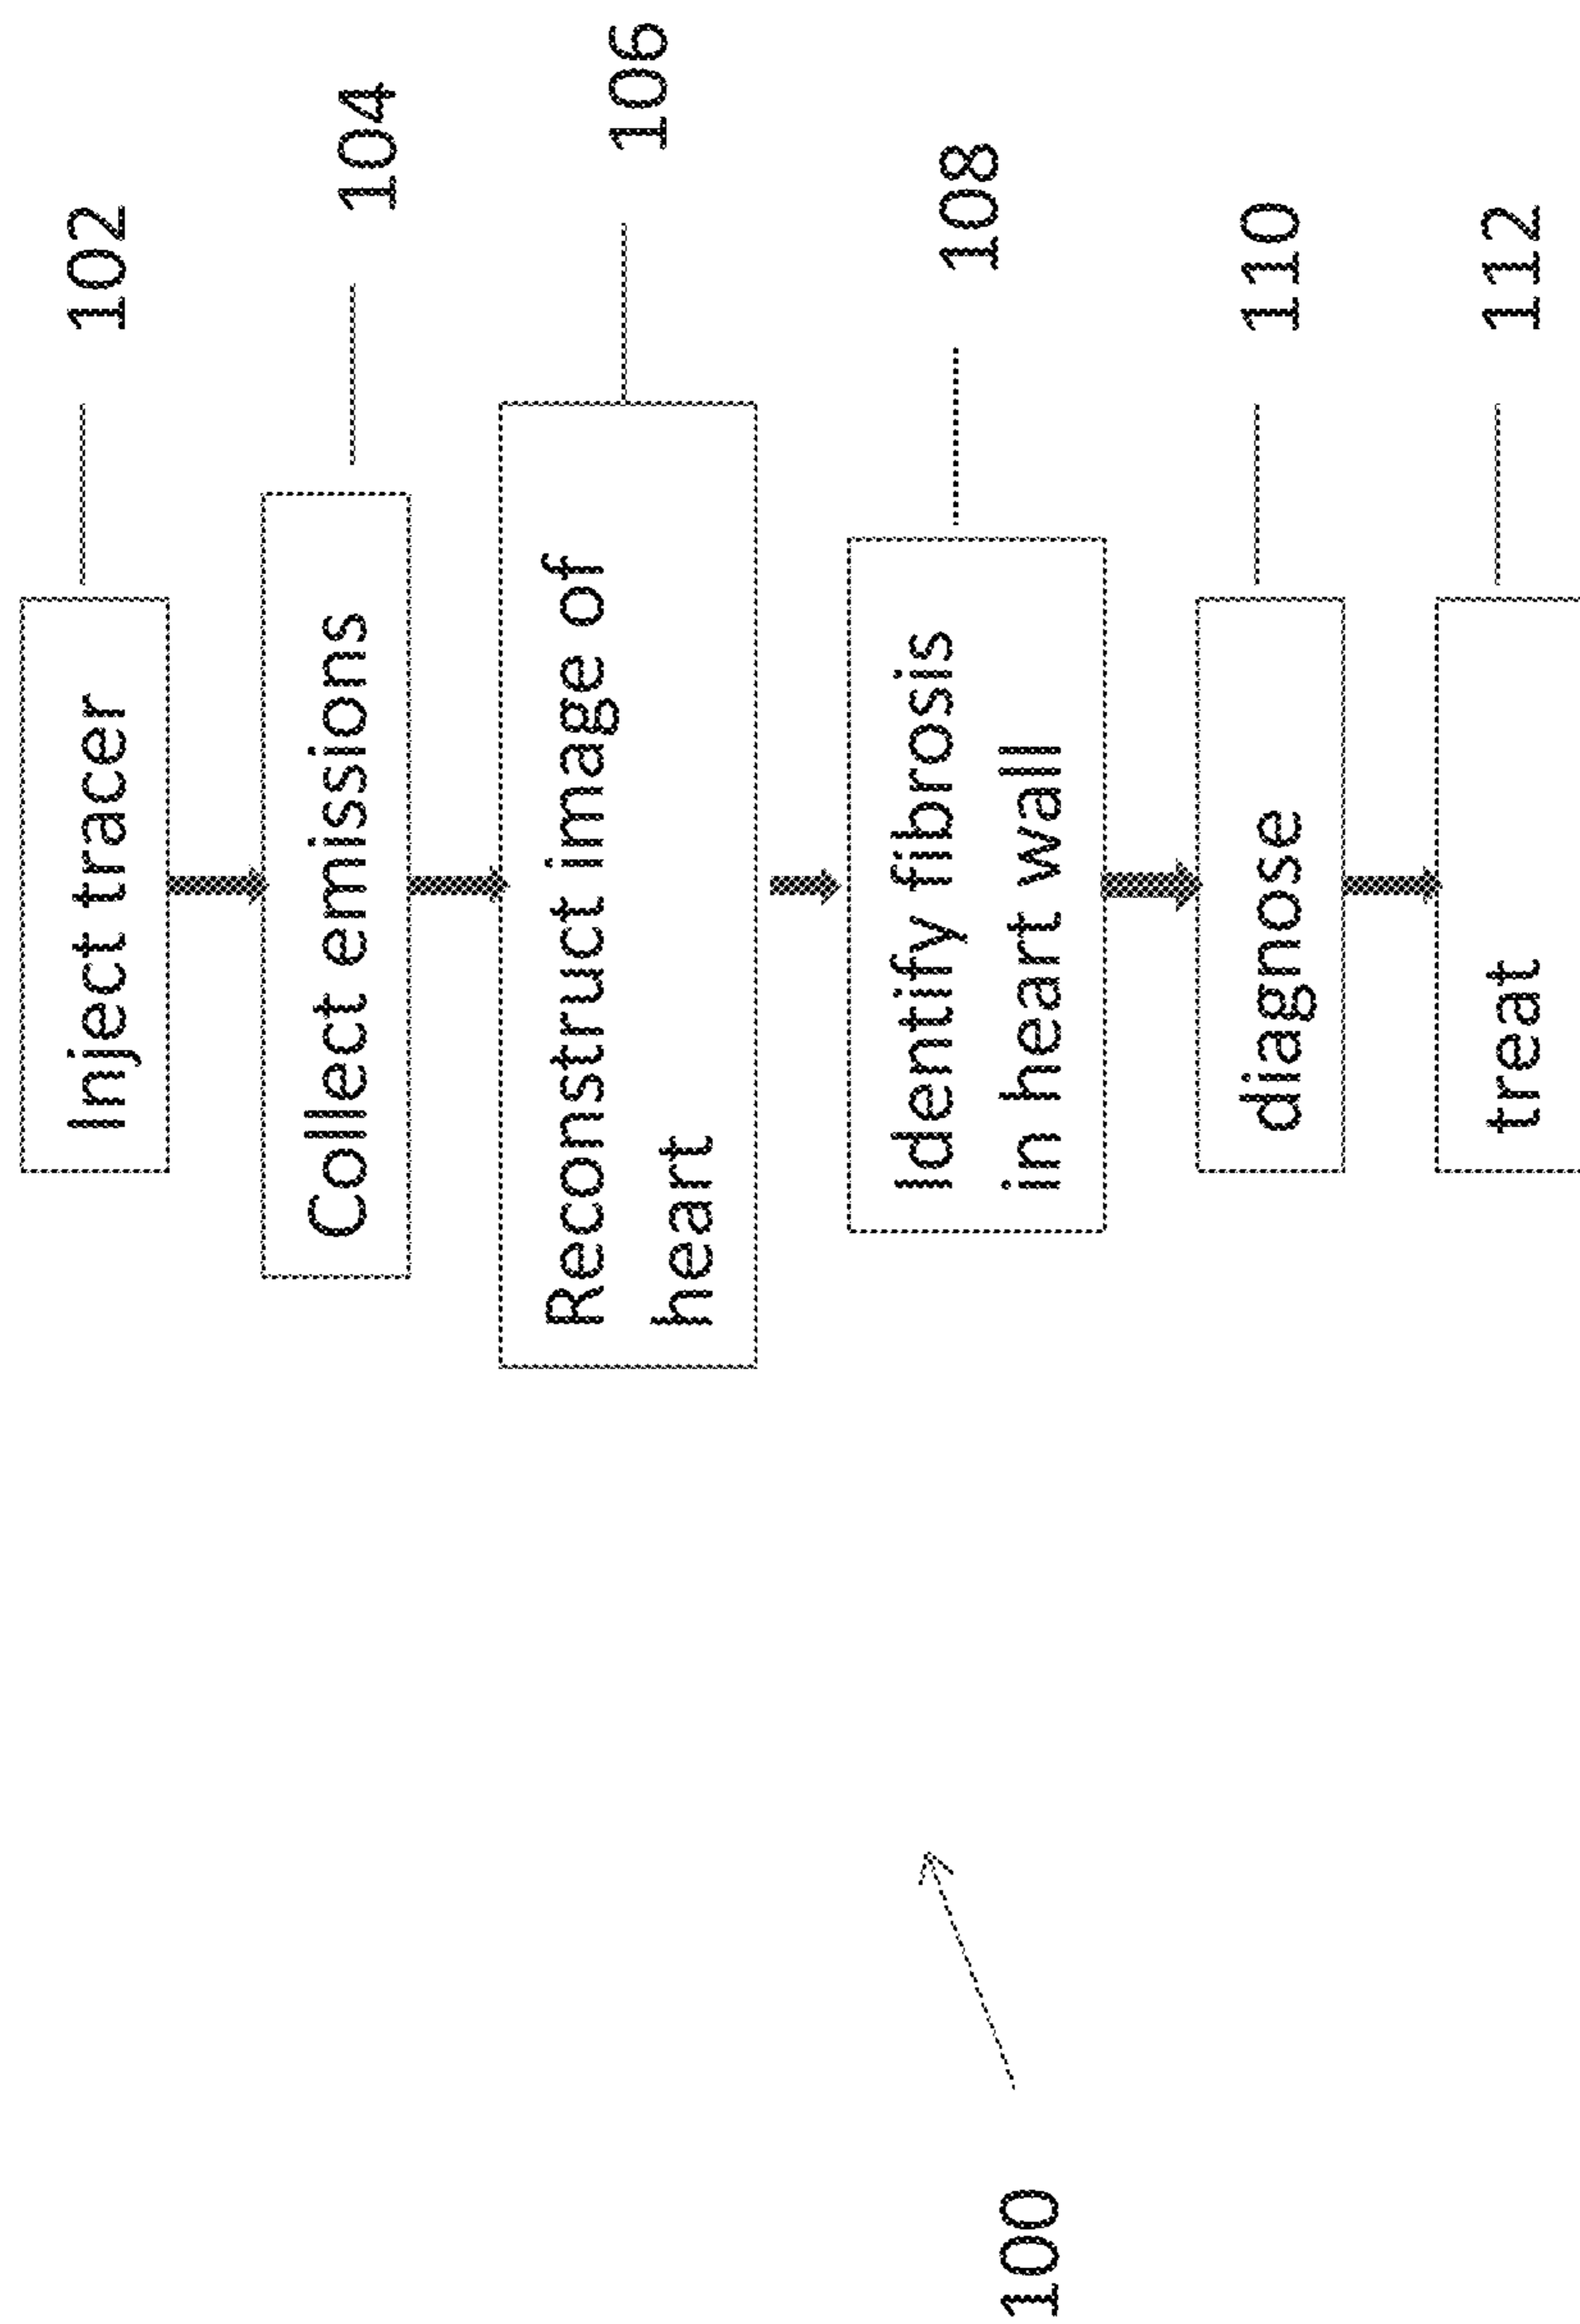 Inject tracer
102
Collect emissions
104
Reconstruct image of
heart
106
Identify fibrosis
in heart wall
108
diagnose
110
treat
112
100